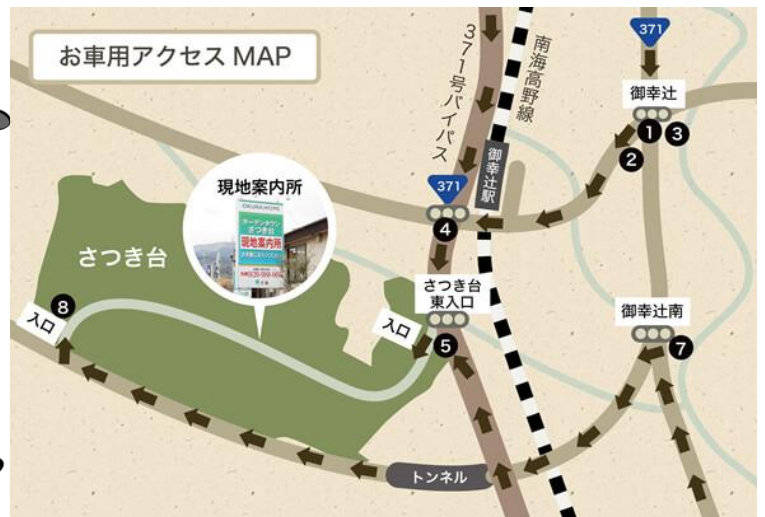 お車用アクセス MAP
371号バイパス
南海高野線
371
御幸辻
1
3
2
御幸辻駅
371
4
現地案内所
ガーデンタウン
さつき台
現地案内所
さつき台
さつき台
東入口
5
入口
御幸辻南
7
8
入口
トンネル